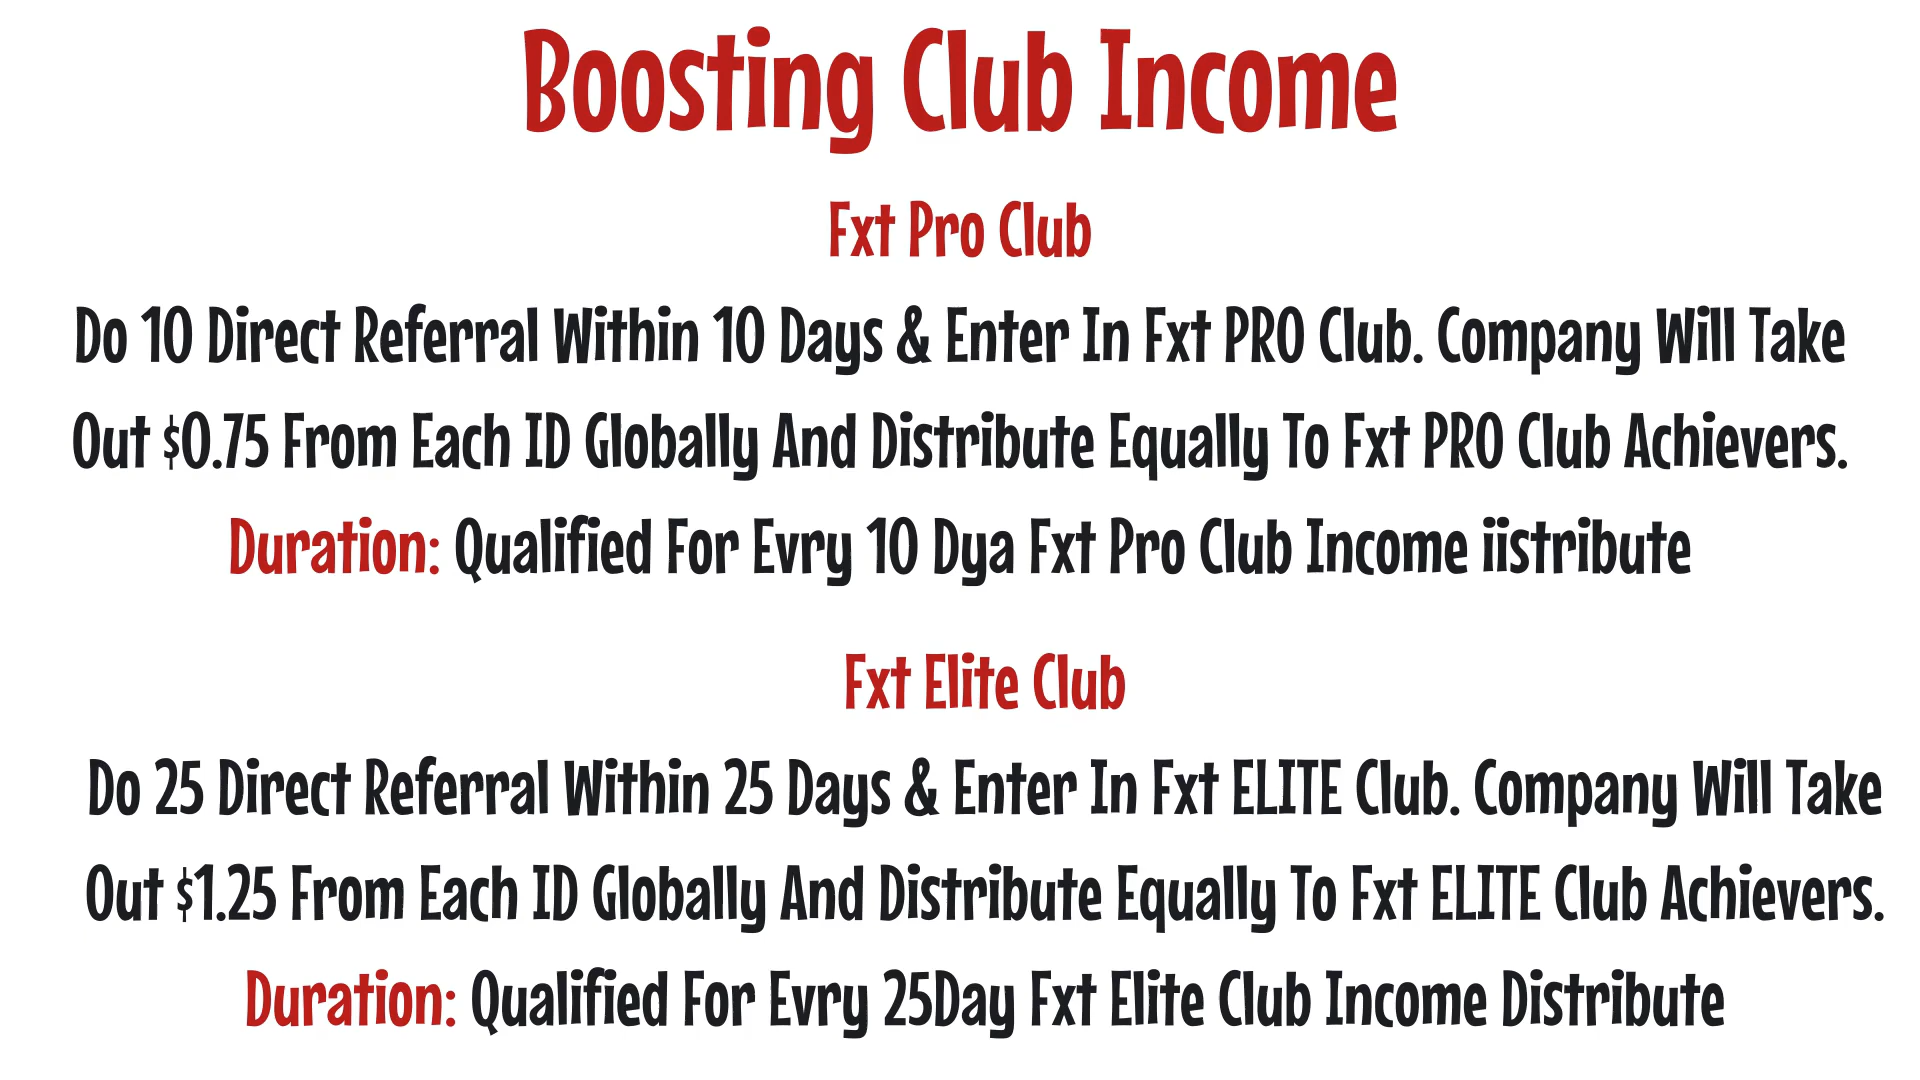 Boosting Club Income
Fxt Pro Club
Do 10 Direct Referral Within 10 Days & Enter In Fxt PRO Club. Company Will Take
Out $0.75 From Each ID Globally And Distribute Equally To Fxt PRO Club Achievers.
Duration: Qualified For Evry 10 Dya Fxt Pro Club Income iistribute
Fxt Elite Club
Do 25 Direct Referral Within 25 Days & Enter In Fxt ELITE Club. Company Will Take
Out $1.25 From Each ID Globally And Distribute Equally To Fxt ELITE Club Achievers.
Duration: Qualified For Evry 25Day Fxt Elite Club Income Distribute